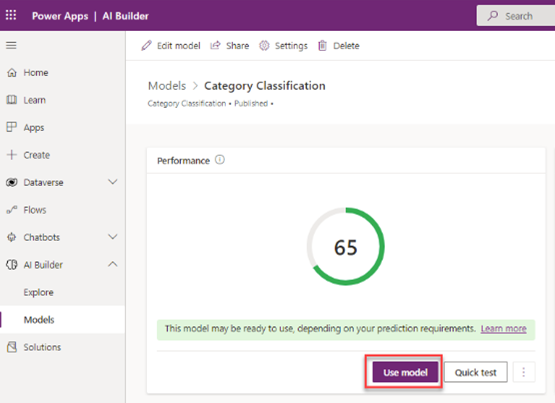 Power Apps | AI Builder
Search
Edit model Share Settings Delete
Home
Learn
Apps
Create
Dataverse
Flows
Chatbots
AI Builder
Explore
Models
Solutions
Models > Category Classification
Category Classification • Published •
Performance
65
This model may be ready to use, depending on your prediction requirements. Learn more
Use model Quick test